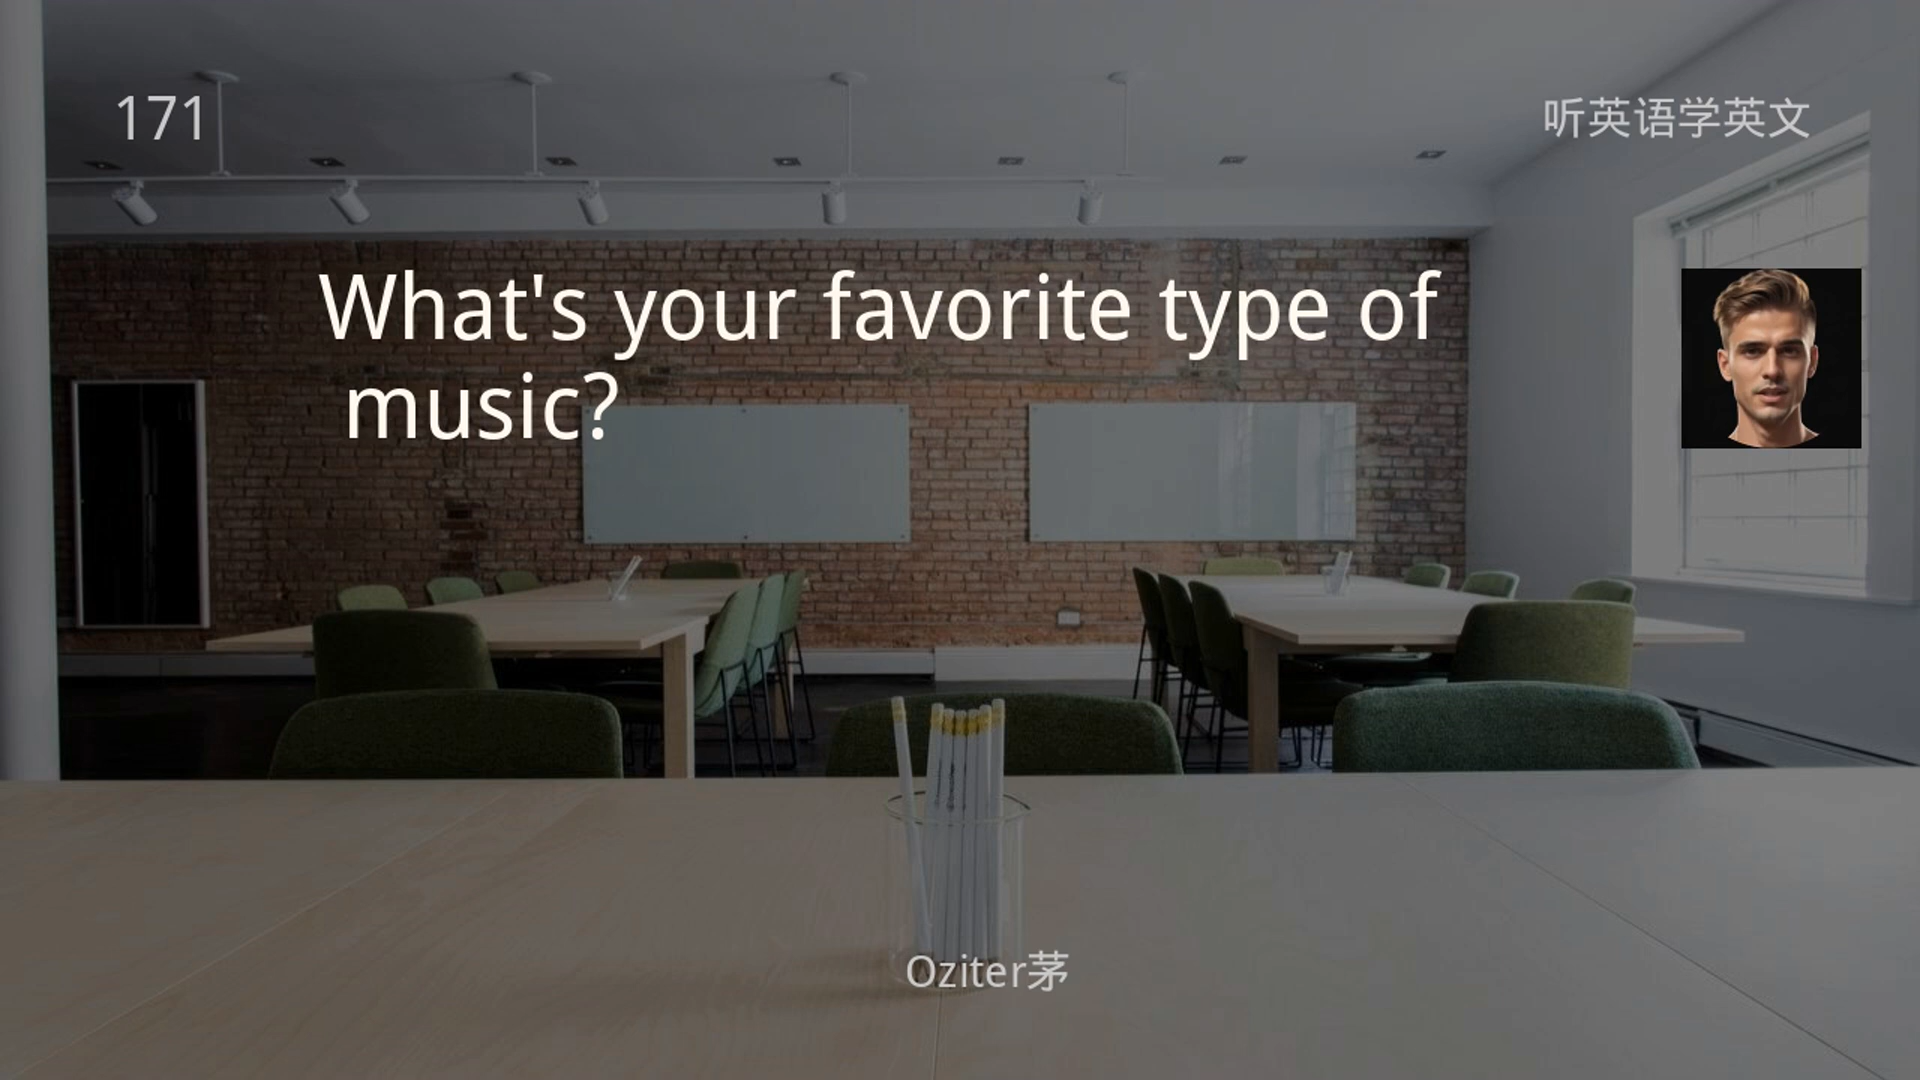 171
听英语学英文
What's your favorite type of
music?
Oziter茅